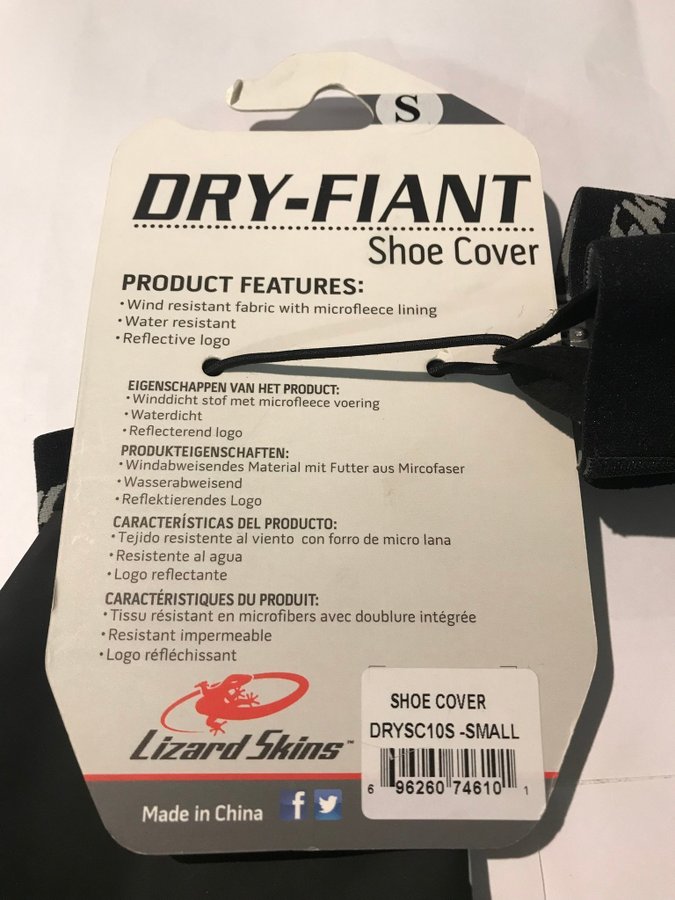 S
DRY-FIANT
Shoe Cover
PRODUCT FEATURES:
• Wind resistant fabric with microfleece lining
• Water resistant
• Reflective logo
EIGENSCHAPPEN VAN HET PRODUCT:
• Winddicht stof met microfleece voering
• Waterdicht
• Reflecterend logo
PRODUKTEIGENSCHAFTEN:
• Windabweisendes Material mit Futter aus Mircofaser
• Wasserabweisend
• Reflektierendes Logo
CARACTERÍSTICAS DEL PRODUCTO:
• Tejido resistente al viento con forro de micro lana
• Resistente al agua
• Logo reflectante
CARACTÉRISTIQUES DU PRODUIT:
• Tissu résistant en microfibers avec doublure intégrée
• Resistant impermeable
• Logo réfléchissant
Lizard Skins™
SHOE COVER
DRYSC10S -SMALL
6 96260 74610 1
Made in China f